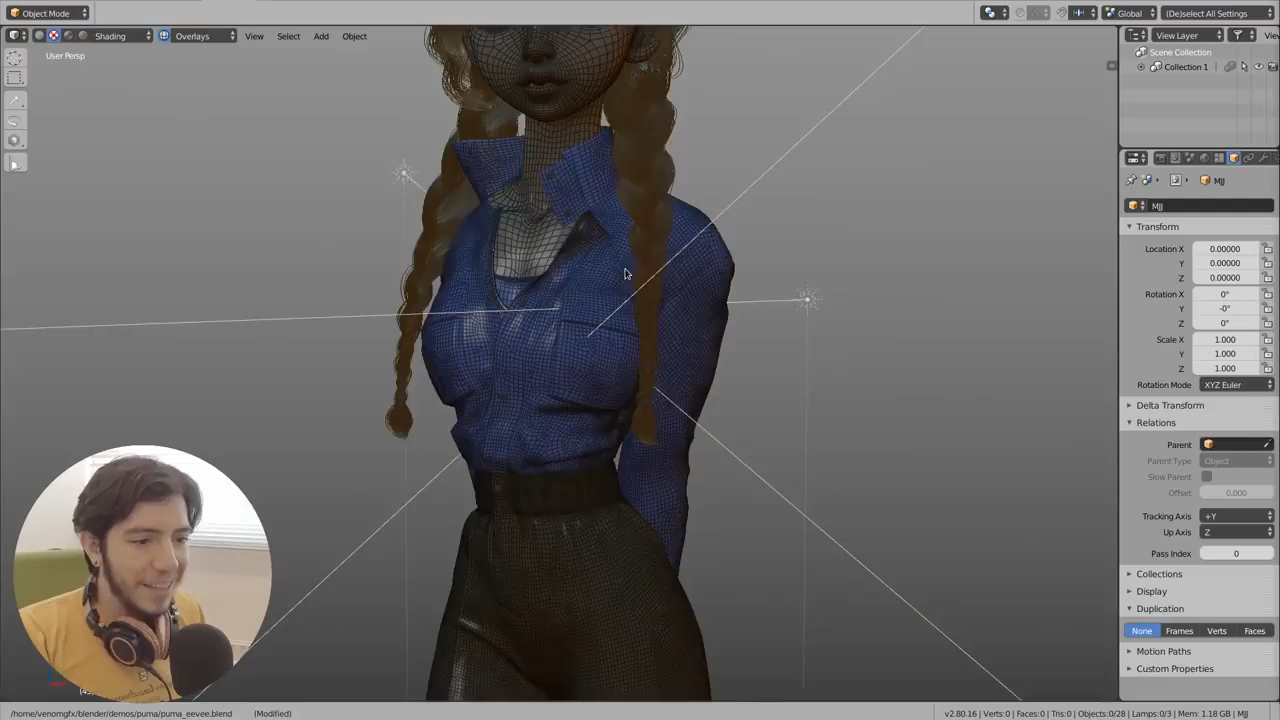 Object Mode
Global
(De)select All Settings
Shading
Overlays
View
Select
Add
Object
View Layer
User Persp
Scene Collection
Collection 1
MJJ
MJJ
Transform
Location X 0.00000
Y 0.00000
Z 0.00000
Rotation X 0°
Y -0°
Z 0°
Scale X 1.000
Y 1.000
Z 1.000
Rotation Mode XYZ Euler
Delta Transform
Relations
Parent
Parent Type Object
Slow Parent
Offset 0.000
Tracking Axis +Y
Up Axis Z
Pass Index 0
Collections
Display
Duplication
None Frames Verts Faces
Motion Paths
Custom Properties
/home/venomgfx/blender/demos/puma/puma_eevee.blend (Modified)
v2.80.16 | Verts:0 | Faces:0 | Tris:0 | Objects:0/28 | Lamps:0/3 | Mem: 1.18 GB | MJJ